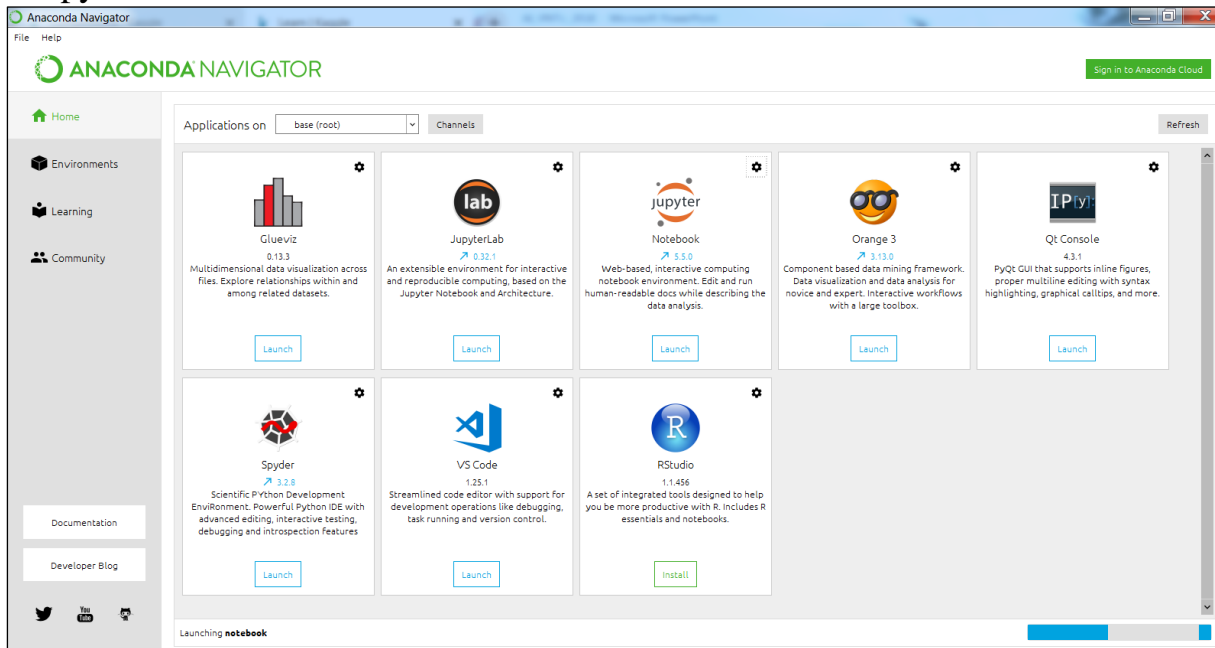 Anaconda Navigator
File Help
ANACONDA NAVIGATOR
Sign in to Anaconda Cloud
Home
Environments
Learning
Community
Documentation
Developer Blog
You
Tube
Applications on base (root) Channels Refresh
Glueviz
0.13.3
Multidimensional data visualization across
files. Explore relationships within and
among related datasets.
Launch
lab
JupyterLab
0.32.1
An extensible environment for interactive
and reproducible computing, based on the
Jupyter Notebook and Architecture.
Launch
jupyter
Notebook
5.5.0
Web-based, interactive computing
notebook environment. Edit and run
human-readable docs while describing the
data analysis.
Launch
Orange 3
3.13.0
Component based data mining framework.
Data visualization and data analysis for
novice and expert. Interactive workflows
with a large toolbox.
Launch
IP[y]:
Qt Console
4.3.1
PyQt GUI that supports inline figures,
proper multiline editing with syntax
highlighting, graphical calltips, and more.
Launch
Spyder
3.2.8
Scientific PYthon Development
EnviRonment. Powerful Python IDE with
advanced editing, interactive testing,
debugging and introspection features
Launch
VS Code
1.25.1
Streamlined code editor with support for
development operations like debugging,
task running and version control.
Launch
R
RStudio
1.1.456
A set of integrated tools designed to help
you be more productive with R. Includes R
essentials and notebooks.
Install
Launching notebook